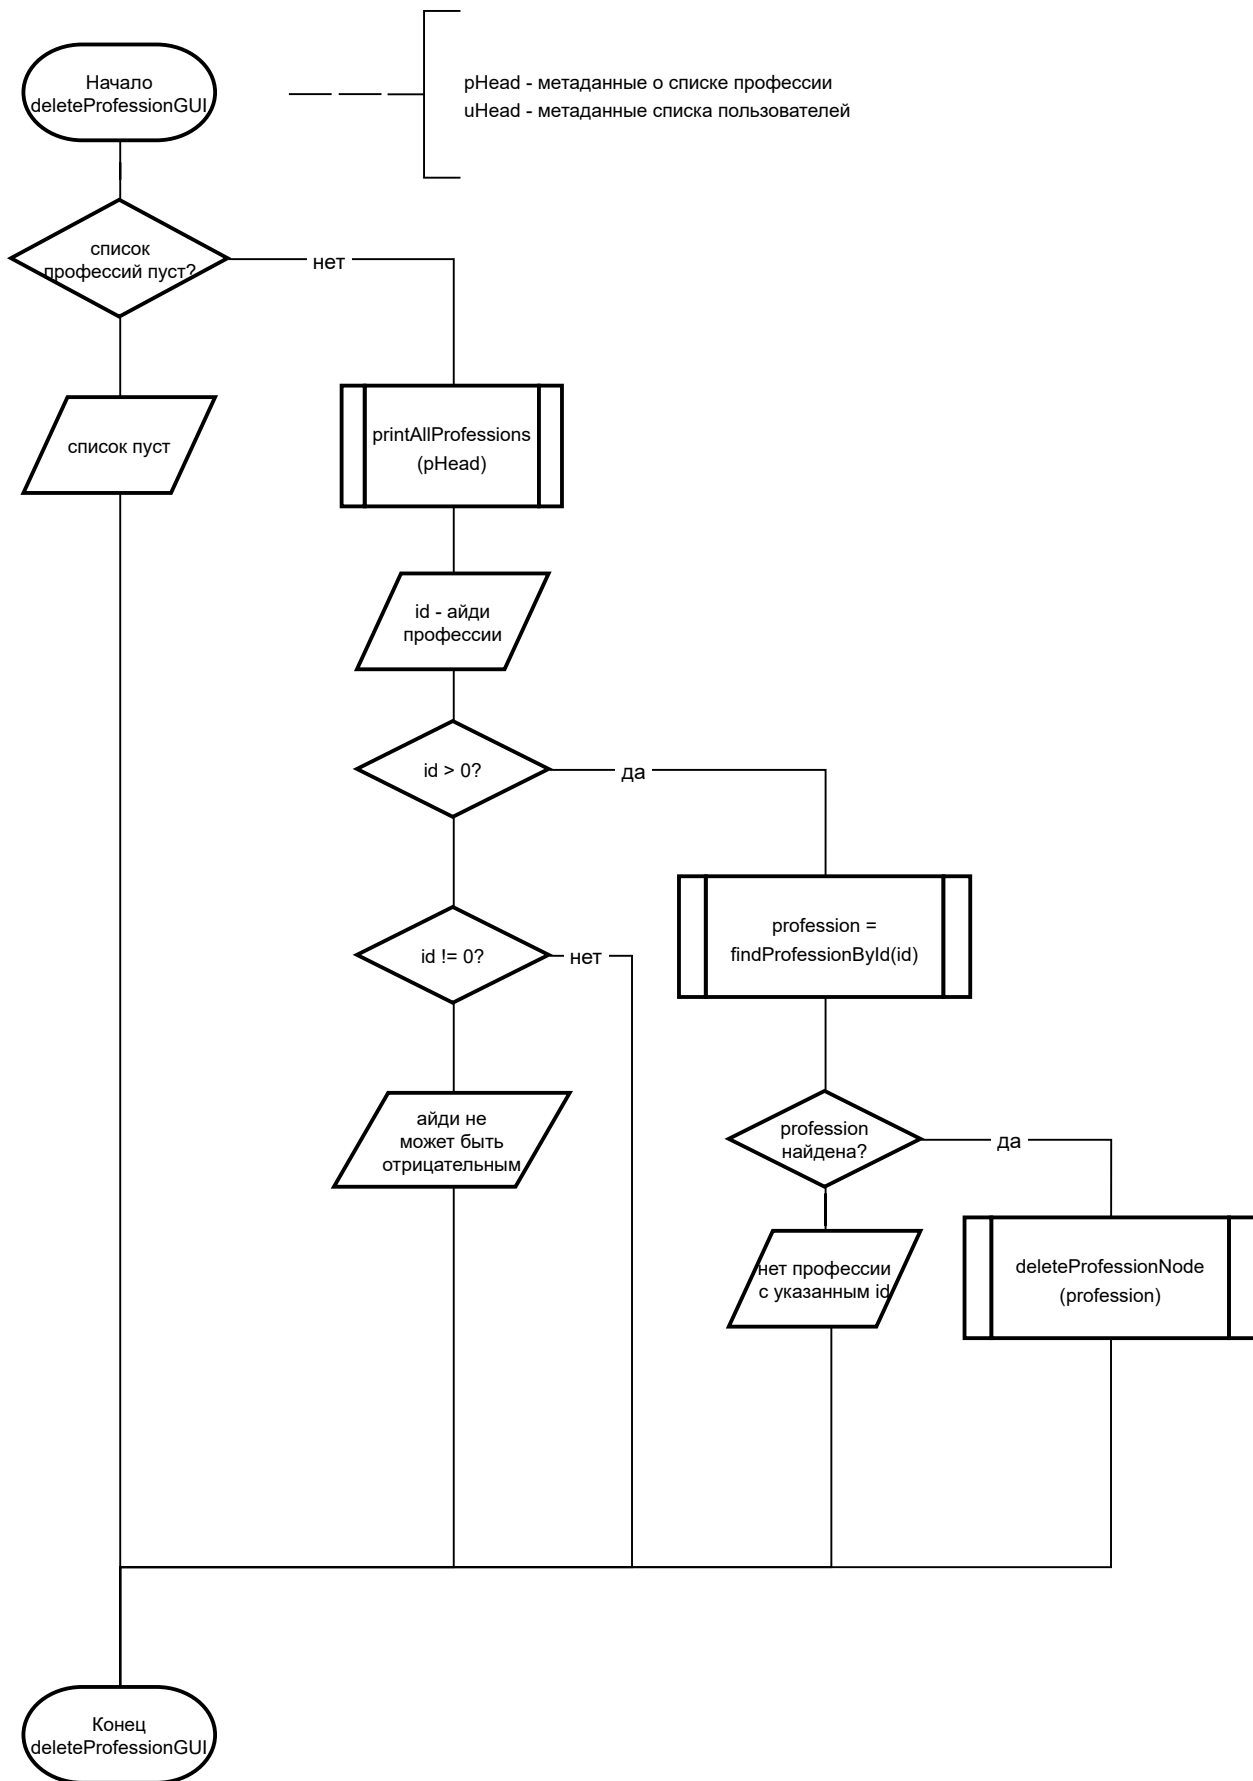 Начало
deleteProfessionGUI
pHead - метаданные о списке профессии
uHead - метаданные списка пользователей
список
профессий пуст?
нет
список пуст
printAllProfessions
(pHead)
id - айди
профессии
id > 0?
да
id != 0?
нет
profession =
findProfessionById(id)
айди не
может быть
отрицательным
profession
найдена?
да
нет профессии
с указанным id
deleteProfessionNode
(profession)
Конец
deleteProfessionGUI